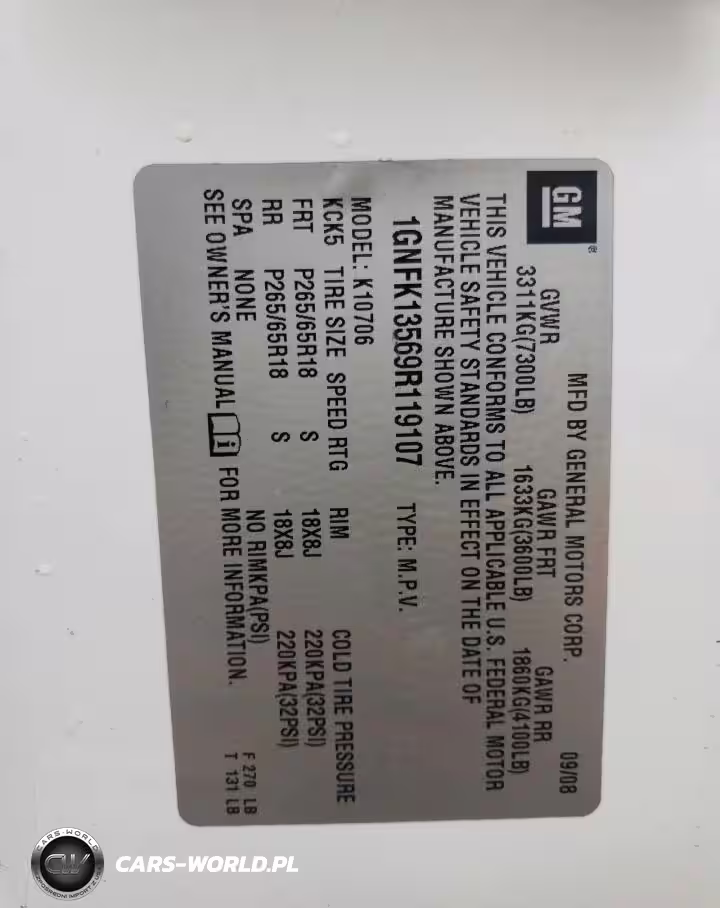 GM®
MFD BY GENERAL MOTORS CORP. 09/08
GVWR GAWR FRT GAWR RR
3311KG(7300LB) 1633KG(3600LB) 1860KG(4100LB)
THIS VEHICLE CONFORMS TO ALL APPLICABLE U.S. FEDERAL MOTOR
VEHICLE SAFETY STANDARDS IN EFFECT ON THE DATE OF
MANUFACTURE SHOWN ABOVE.
1GNFK13569R119107 TYPE: M.P.V.
MODEL: K10706
KCK5 TIRE SIZE SPEED RTG RIM COLD TIRE PRESSURE
FRT P265/65R18 S 18X8J 220KPA(32PSI)
RR P265/65R18 S 18X8J 220KPA(32PSI)
SPA NONE NO RIMKPA(PSI)
SEE OWNER'S MANUAL FOR MORE INFORMATION.
F 270 LB
T 131 LB
CARS-WORLD
CW
CARS-WORLD.PL